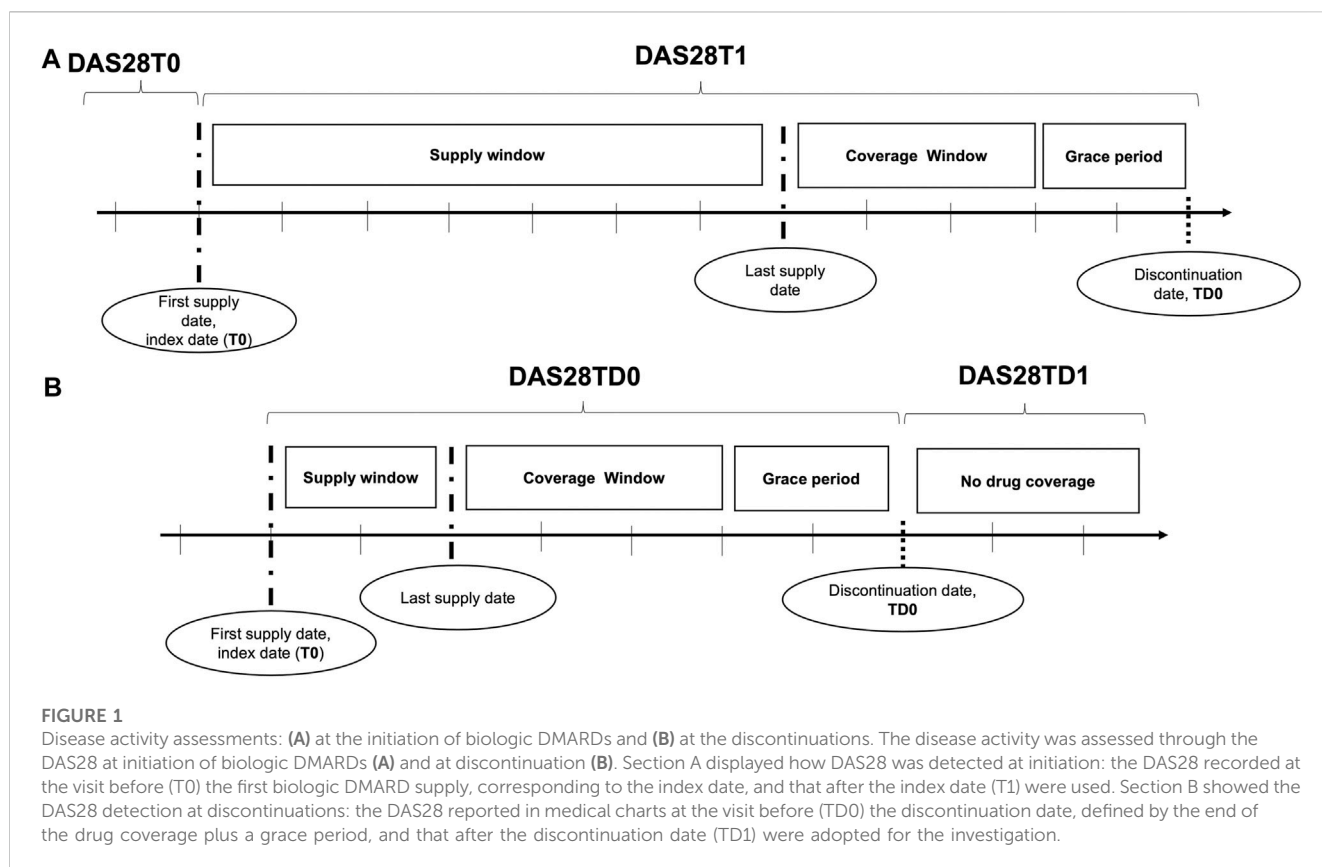 A
DAS28T0
DAS28T1
Supply window
Coverage Window
Grace period
First supply
date,
index date (T0)
Last supply
date
Discontinuation
date, TD0
B
DAS28TD0
DAS28TD1
Supply window
Coverage Window
Grace period
No drug coverage
First supply date,
index date (T0)
Last supply date
Discontinuation date,
TD0
FIGURE 1
Disease activity assessments: (A) at the initiation of biologic DMARDs and (B) at the discontinuations. The disease activity was assessed through the
DAS28 at initiation of biologic DMARDs (A) and at discontinuation (B). Section A displayed how DAS28 was detected at initiation: the DAS28 recorded at
the visit before (T0) the first biologic DMARD supply, corresponding to the index date, and that after the index date (T1) were used. Section B showed the
DAS28 detection at discontinuations: the DAS28 reported in medical charts at the visit before (TD0) the discontinuation date, defined by the end of
the drug coverage plus a grace period, and that after the discontinuation date (TD1) were adopted for the investigation.